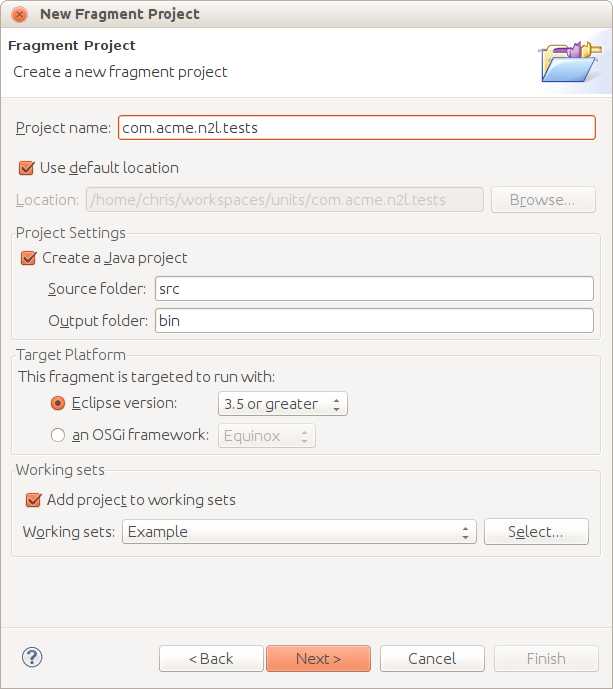 New Fragment Project
Fragment Project
Create a new fragment project
Project name: com.acme.n2l.tests
Use default location
Location: /home/chris/workspaces/units/com.acme.n2l.tests Browse...
Project Settings
Create a Java project
Source folder: src
Output folder: bin
Target Platform
This fragment is targeted to run with:
Eclipse version: 3.5 or greater
an OSGi framework: Equinox
Working sets
Add project to working sets
Working sets: Example Select...
? < Back Next > Cancel Finish